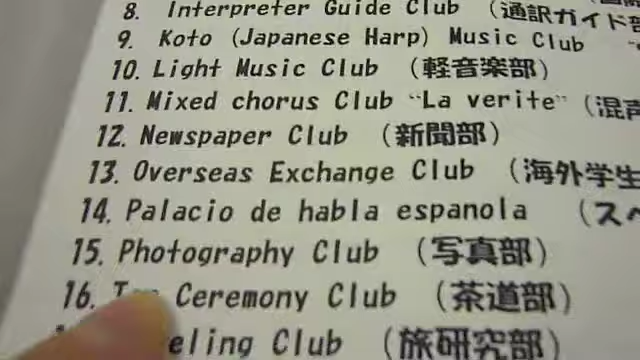 8. Interpreter Guide Club (通訳ガイド部
9. Koto (Japanese Harp) Music Club
10. Light Music Club (軽音楽部)
11. Mixed chorus Club "La verite" (混声
12. Newspaper Club (新聞部)
13. Overseas Exchange Club (海外学生
14. Palacio de habla espanola (スペ
15. Photography Club (写真部)
16. Ceremony Club (茶道部)
eling Club (旅研究部)